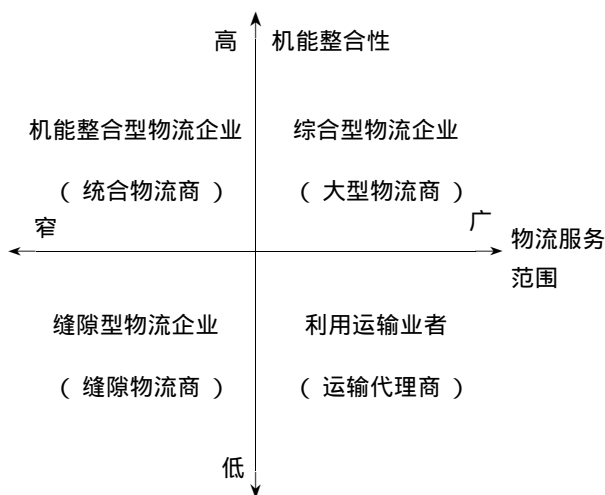 高 机能整合性
机能整合型物流企业 综合型物流企业
（ 统合物流商 ） （ 大型物流商 ）
窄 广
物流服务
范围
缝隙型物流企业 利用运输业者
（ 缝隙物流商 ） （ 运输代理商 ）
低